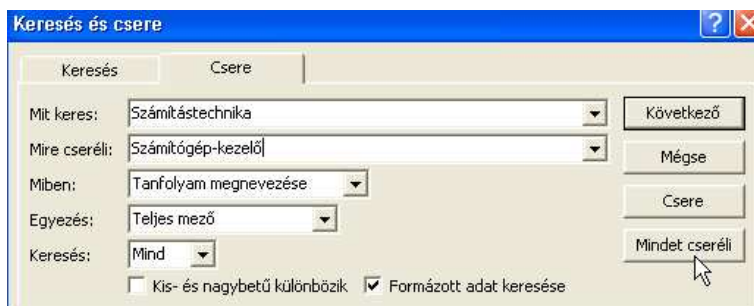 Keresés és csere
Keresés Csere
Mit keres: Számítástechnika Következő
Mire cseréli: Számítógép-kezelő Mégse
Miben: Tanfolyam megnevezése Csere
Egyezés: Teljes mező
Keresés: Mind Mindet cseréli
Kis- és nagybetű különbözik Formázott adat keresése